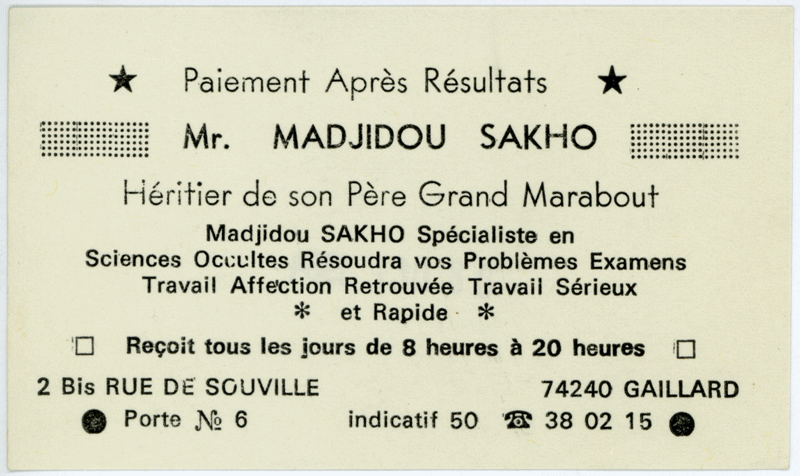 ★ Paiement Après Résultats ★
Mr. MADJIDOU SAKHO
Héritier de son Père Grand Marabout
Madjidou SAKHO Spécialiste en
Sciences Occultes Résoudra vos Problèmes Examens
Travail Affection Retrouvée Travail Sérieux
* et Rapide *
□ Reçoit tous les jours de 8 heures à 20 heures □
2 Bis RUE DE SOUVILLE 74240 GAILLARD
● Porte № 6 indicatif 50 ☎ 38 02 15 ●